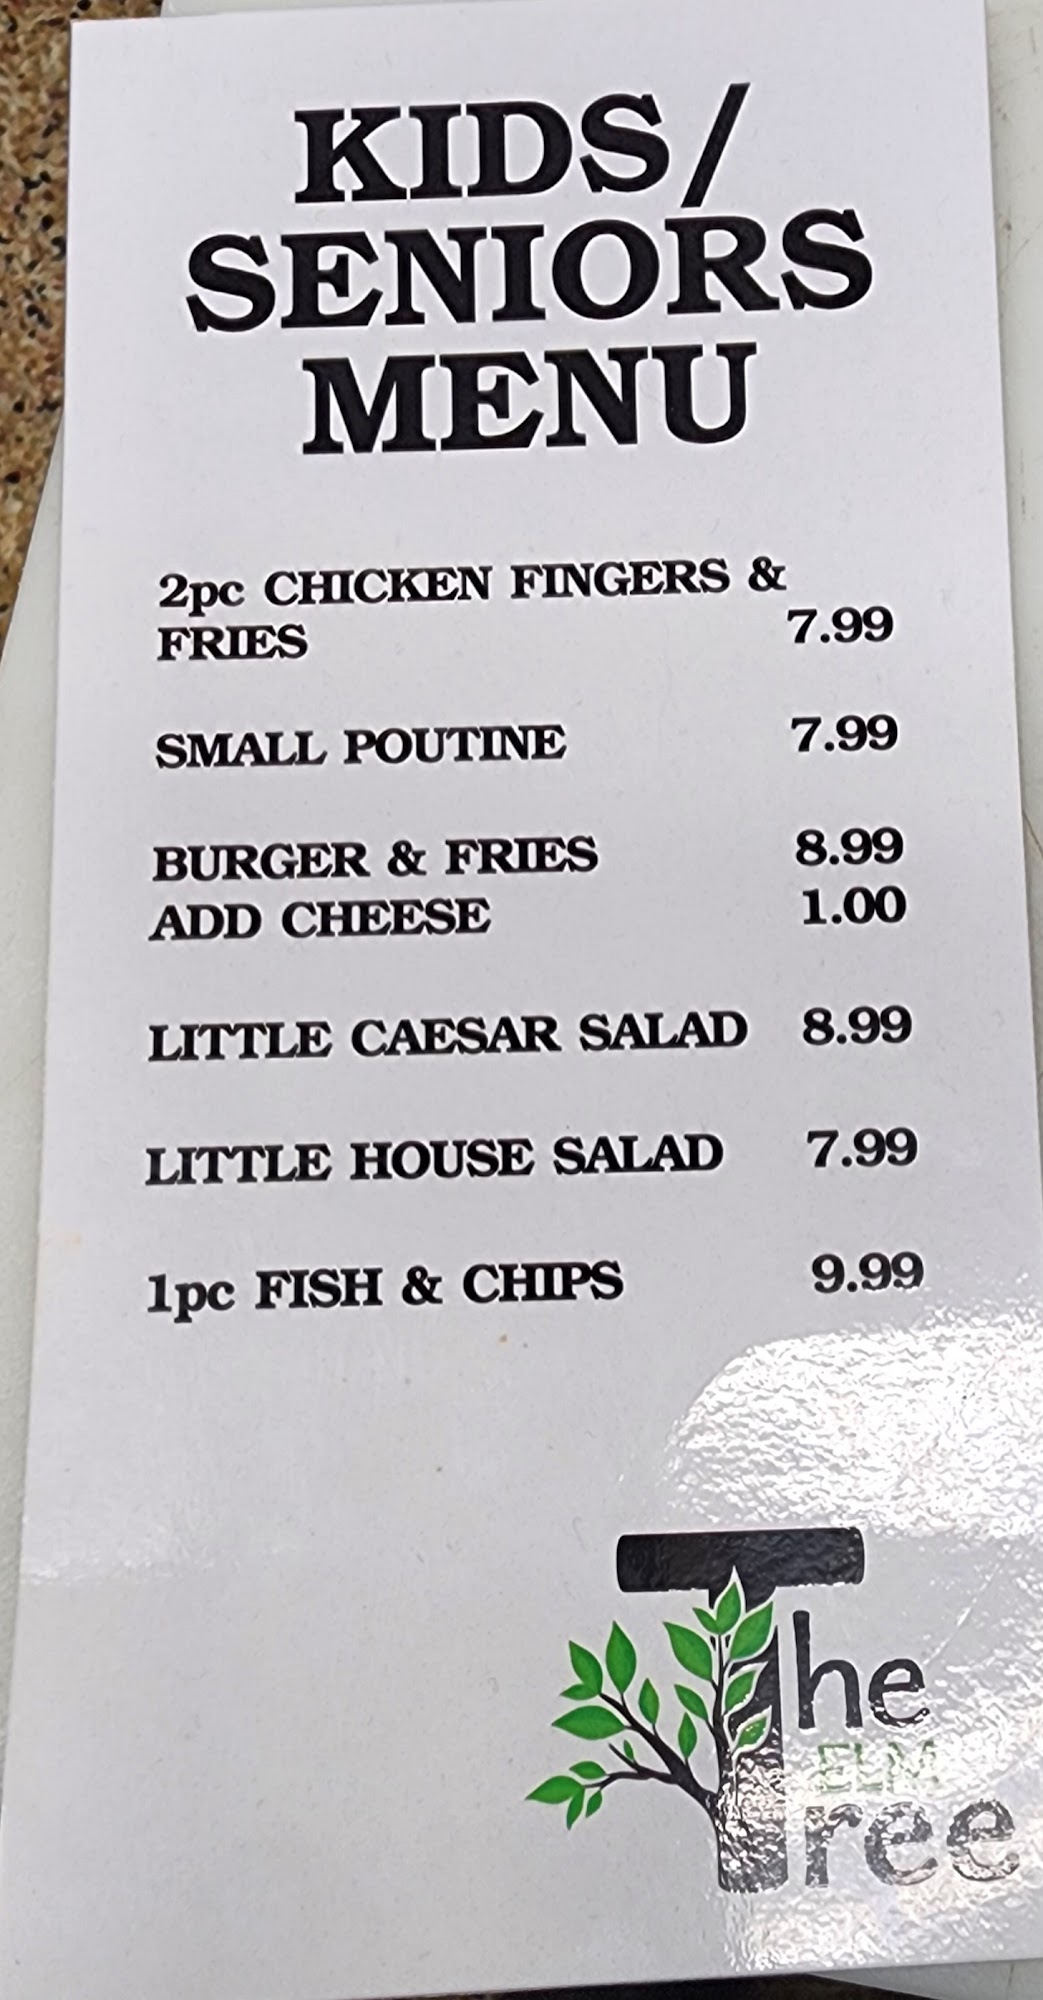 KIDS/
SENIORS
MENU
2pc CHICKEN FINGERS &
FRIES 7.99
SMALL POUTINE 7.99
BURGER & FRIES 8.99
ADD CHEESE 1.00
LITTLE CAESAR SALAD 8.99
LITTLE HOUSE SALAD 7.99
1pc FISH & CHIPS 9.99
The
ELM
Tree